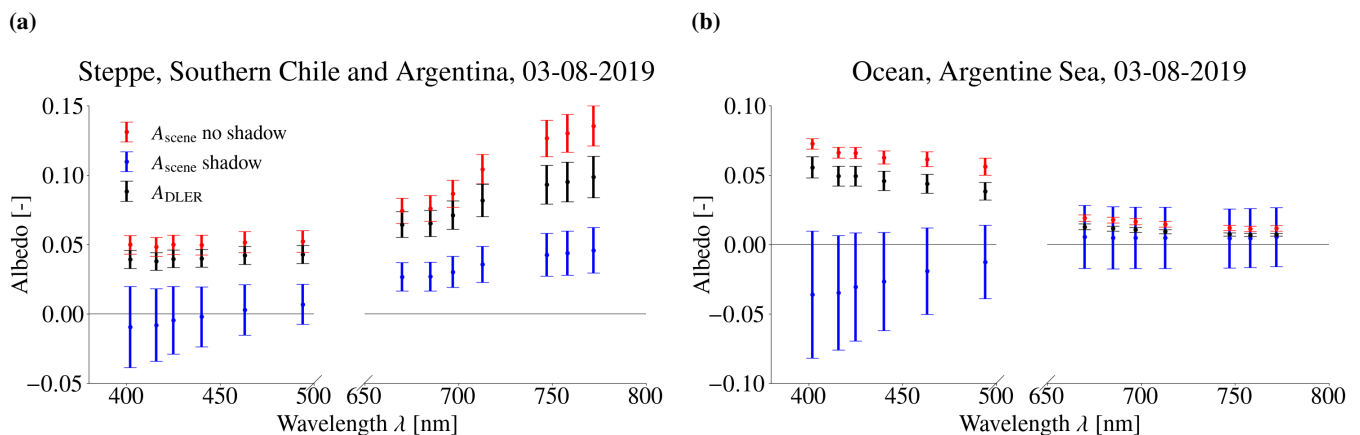 (a)
Steppe, Southern Chile and Argentina, 03-08-2019
0.15
0.10
0.05
0.00
−0.05
Albedo [-]
A_scene no shadow
A_scene shadow
A_DLER
400 450 500 650 700 750 800
Wavelength λ [nm]
(b)
Ocean, Argentine Sea, 03-08-2019
0.10
0.05
0.00
−0.05
−0.10
Albedo [-]
400 450 500 650 700 750 800
Wavelength λ [nm]